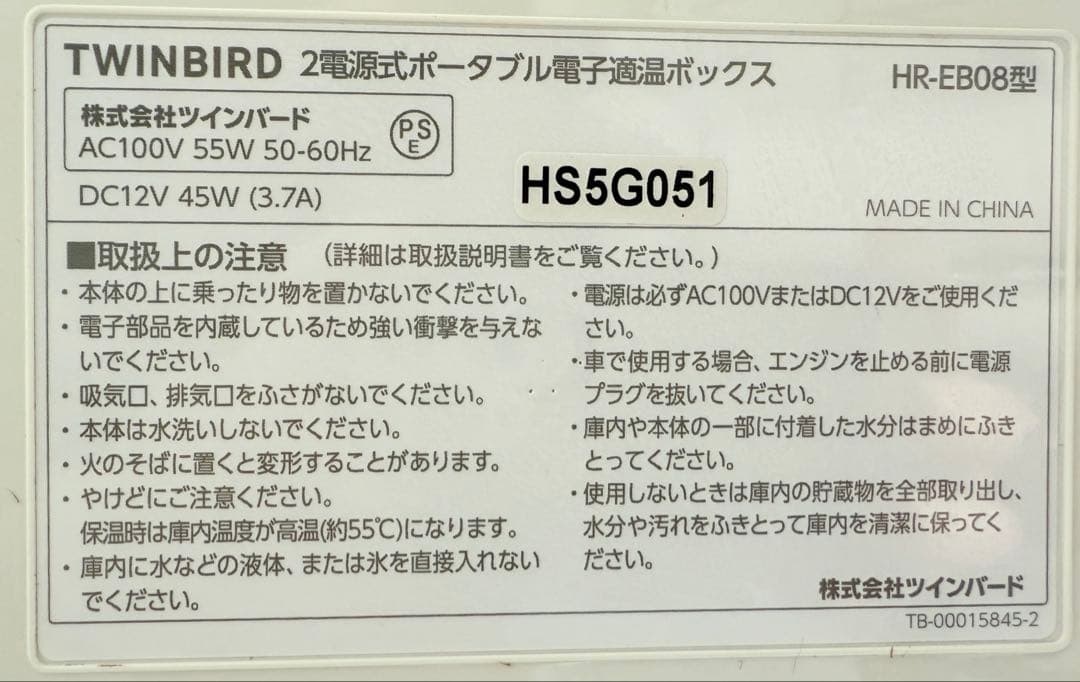 TWINBIRD 2電源式ポータブル電子適温ボックス HR-EB08型
株式会社ツインバード
AC100V 55W 50-60Hz
PSE
DC12V 45W (3.7A)
HS5G051
MADE IN CHINA
■取扱上の注意 (詳細は取扱説明書をご覧ください。)
・本体の上に乗ったり物を置かないでください。
・電子部品を内蔵しているため強い衝撃を与えな
いでください。
・吸気口、排気口をふさがないでください。
・本体は水洗いしないでください。
・火のそばに置くと変形することがあります。
・やけどにご注意ください。
保温時は庫内温度が高温(約55℃)になります。
・庫内に水などの液体、または氷を直接入れない
でください。
・電源は必ずAC100VまたはDC12Vをご使用くだ
さい。
・車で使用する場合、エンジンを止める前に電源
プラグを抜いてください。
・庫内や本体の一部に付着した水分はまめにふき
とってください。
・使用しないときは庫内の貯蔵物を全部取り出し、
水分や汚れをふきとって庫内を清潔に保ってく
ださい。
株式会社ツインバード
TB-00015845-2